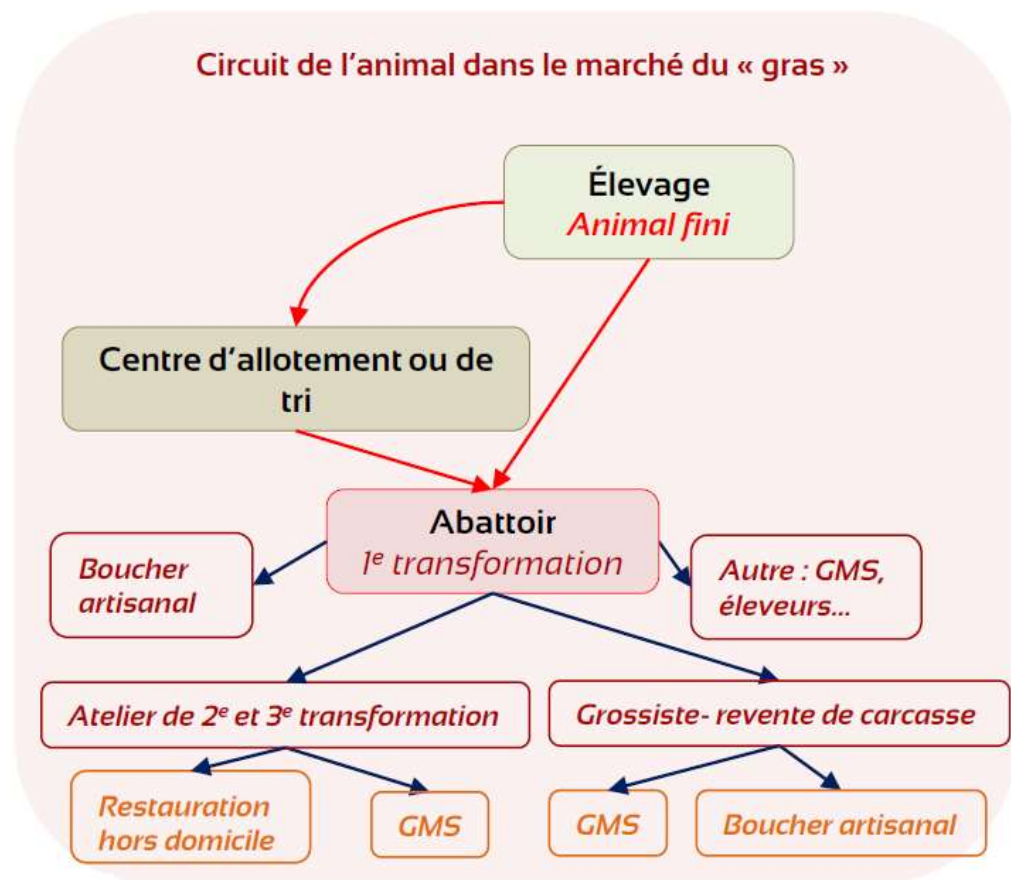 Circuit de l'animal dans le marché du « gras »
Élevage
Animal fini
Centre d'allotement ou de
tri
Abattoir
1e transformation
Boucher
artisanal
Autre : GMS,
éleveurs...
Atelier de 2e et 3e transformation
Grossiste- revente de carcasse
Restauration
hors domicile
GMS
GMS
Boucher artisanal